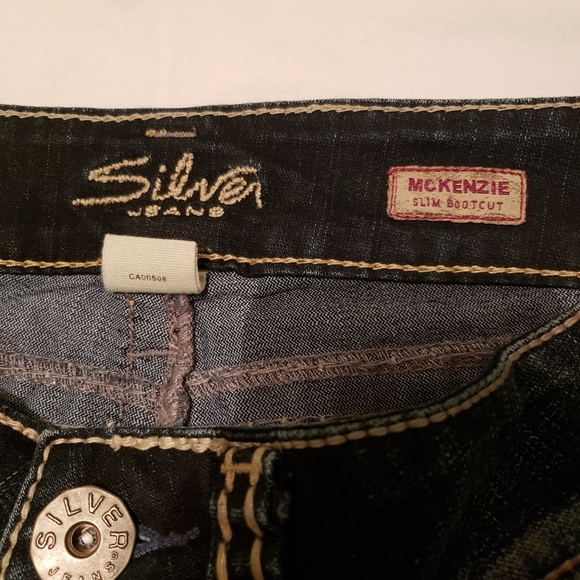 Silver
JEANS
MCKENZIE
SLIM BOOTCUT
CA00508
SILVER
JEANS